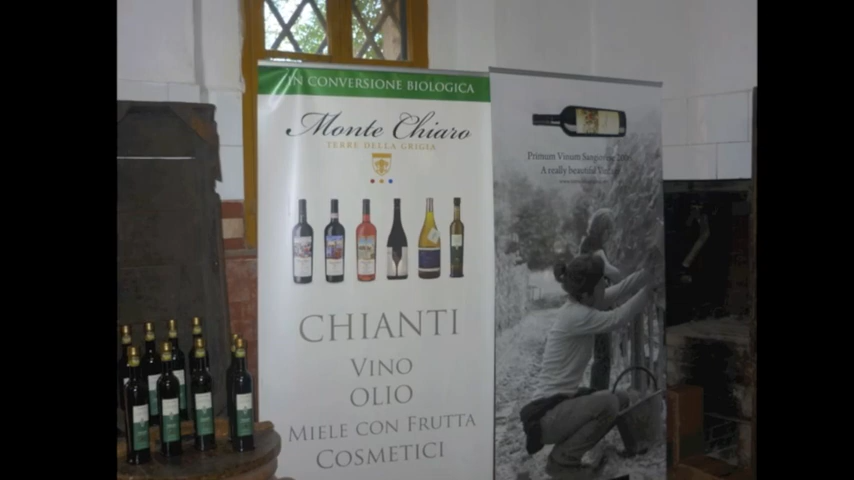 IN CONVERSIONE BIOLOGICA
Monte Chiaro
TERRE DELLA GRIGIA
CHIANTI
VINO
OLIO
MIELE CON FRUTTA
COSMETICI
Primum Vinum Sangiovese
A really beautiful